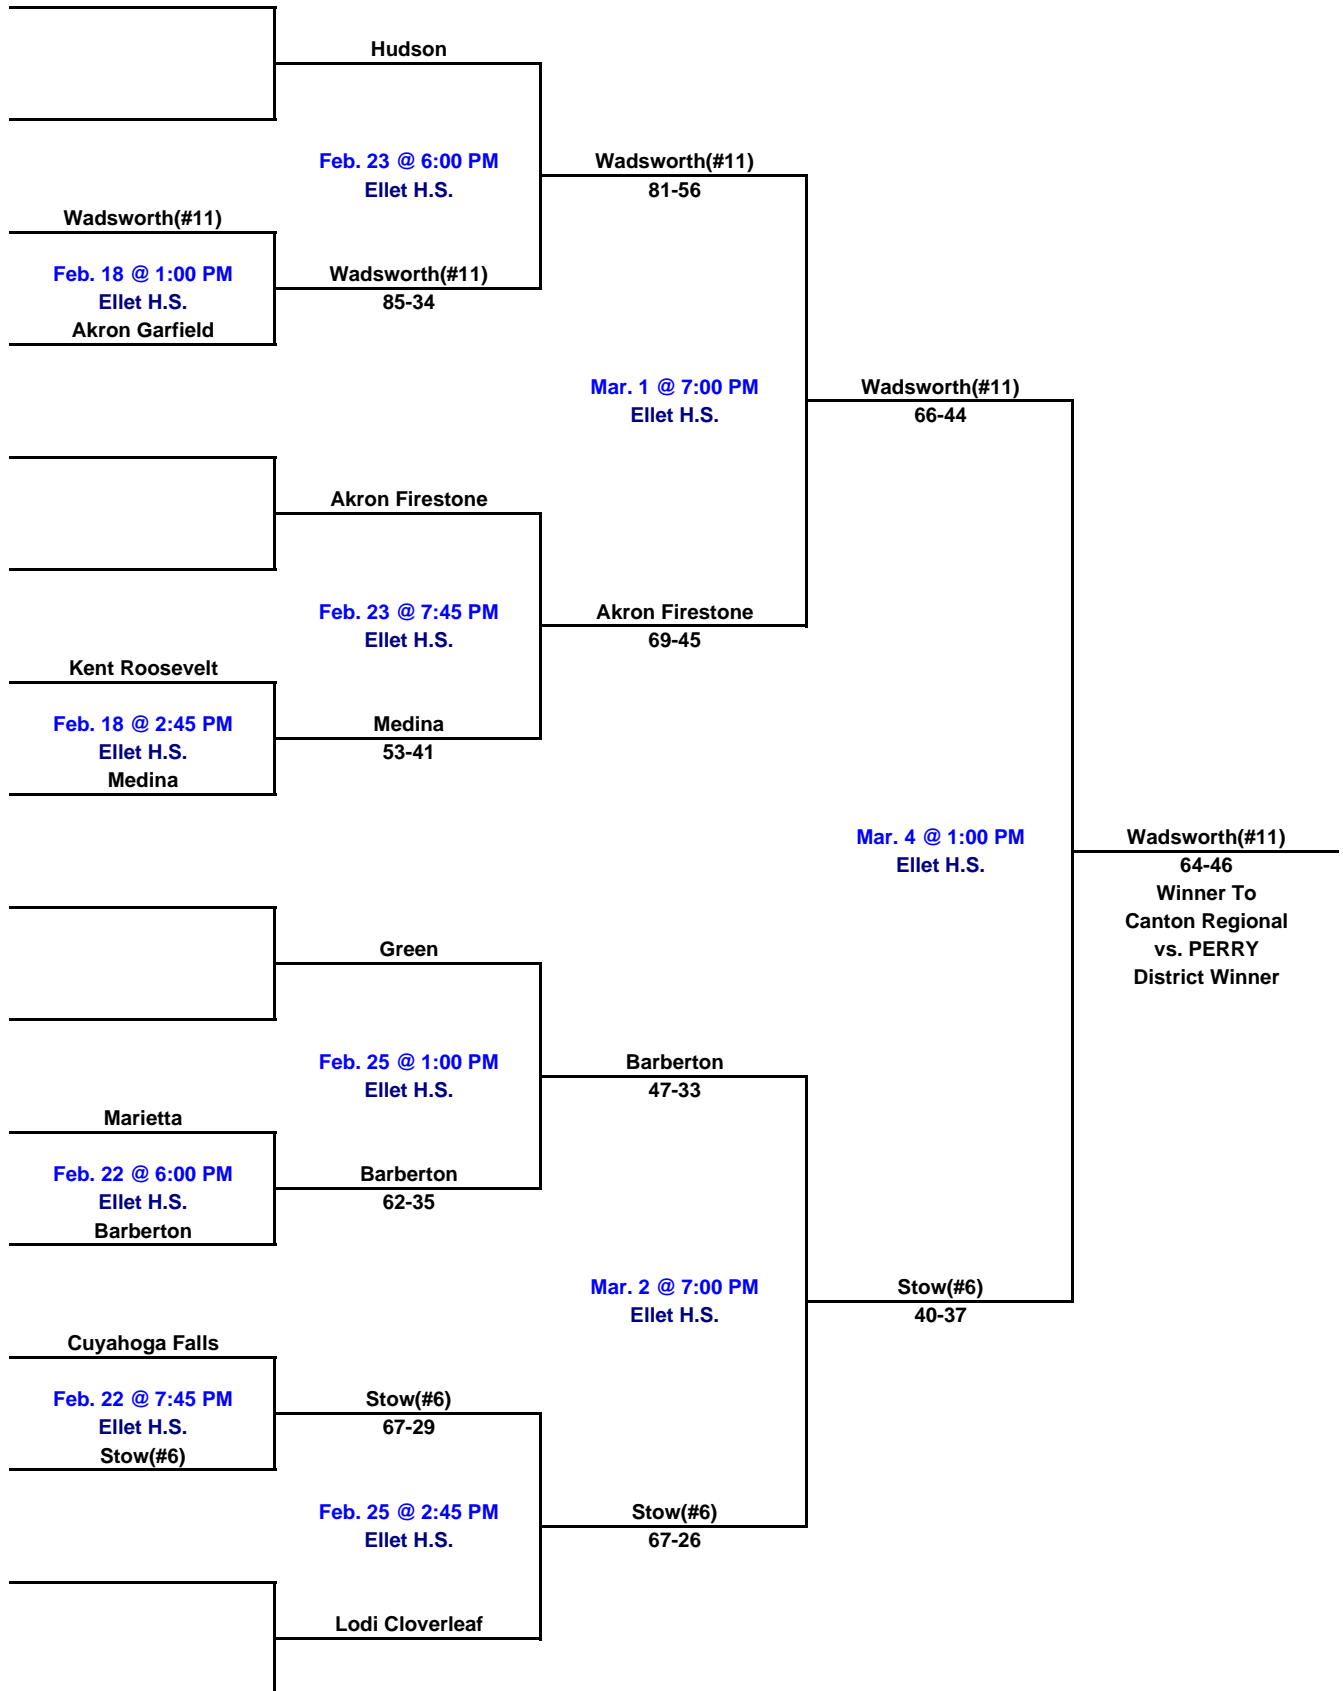 Hudson
Feb. 23 @ 6:00 PM
Ellet H.S.
Wadsworth(#11)
81-56
Wadsworth(#11)
Feb. 18 @ 1:00 PM
Ellet H.S.
Akron Garfield
Wadsworth(#11)
85-34
Mar. 1 @ 7:00 PM
Ellet H.S.
Wadsworth(#11)
66-44
Akron Firestone
Feb. 23 @ 7:45 PM
Ellet H.S.
Akron Firestone
69-45
Kent Roosevelt
Feb. 18 @ 2:45 PM
Ellet H.S.
Medina
Medina
53-41
Mar. 4 @ 1:00 PM
Ellet H.S.
Wadsworth(#11)
64-46
Winner To
Canton Regional
vs. PERRY
District Winner
Green
Feb. 25 @ 1:00 PM
Ellet H.S.
Barberton
47-33
Marietta
Feb. 22 @ 6:00 PM
Ellet H.S.
Barberton
Barberton
62-35
Mar. 2 @ 7:00 PM
Ellet H.S.
Stow(#6)
40-37
Cuyahoga Falls
Feb. 22 @ 7:45 PM
Ellet H.S.
Stow(#6)
Stow(#6)
67-29
Feb. 25 @ 2:45 PM
Ellet H.S.
Stow(#6)
67-26
Lodi Cloverleaf